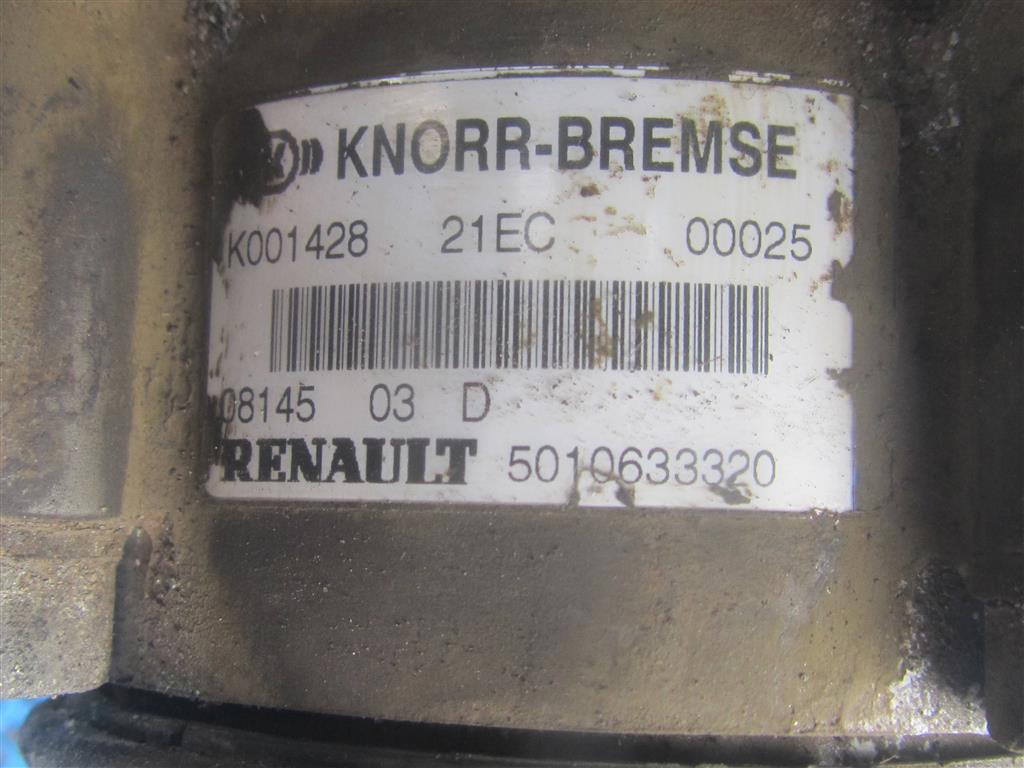 KNORR-BREMSE
K001428 21EC 00025
08145 03 D
RENAULT 5010633320